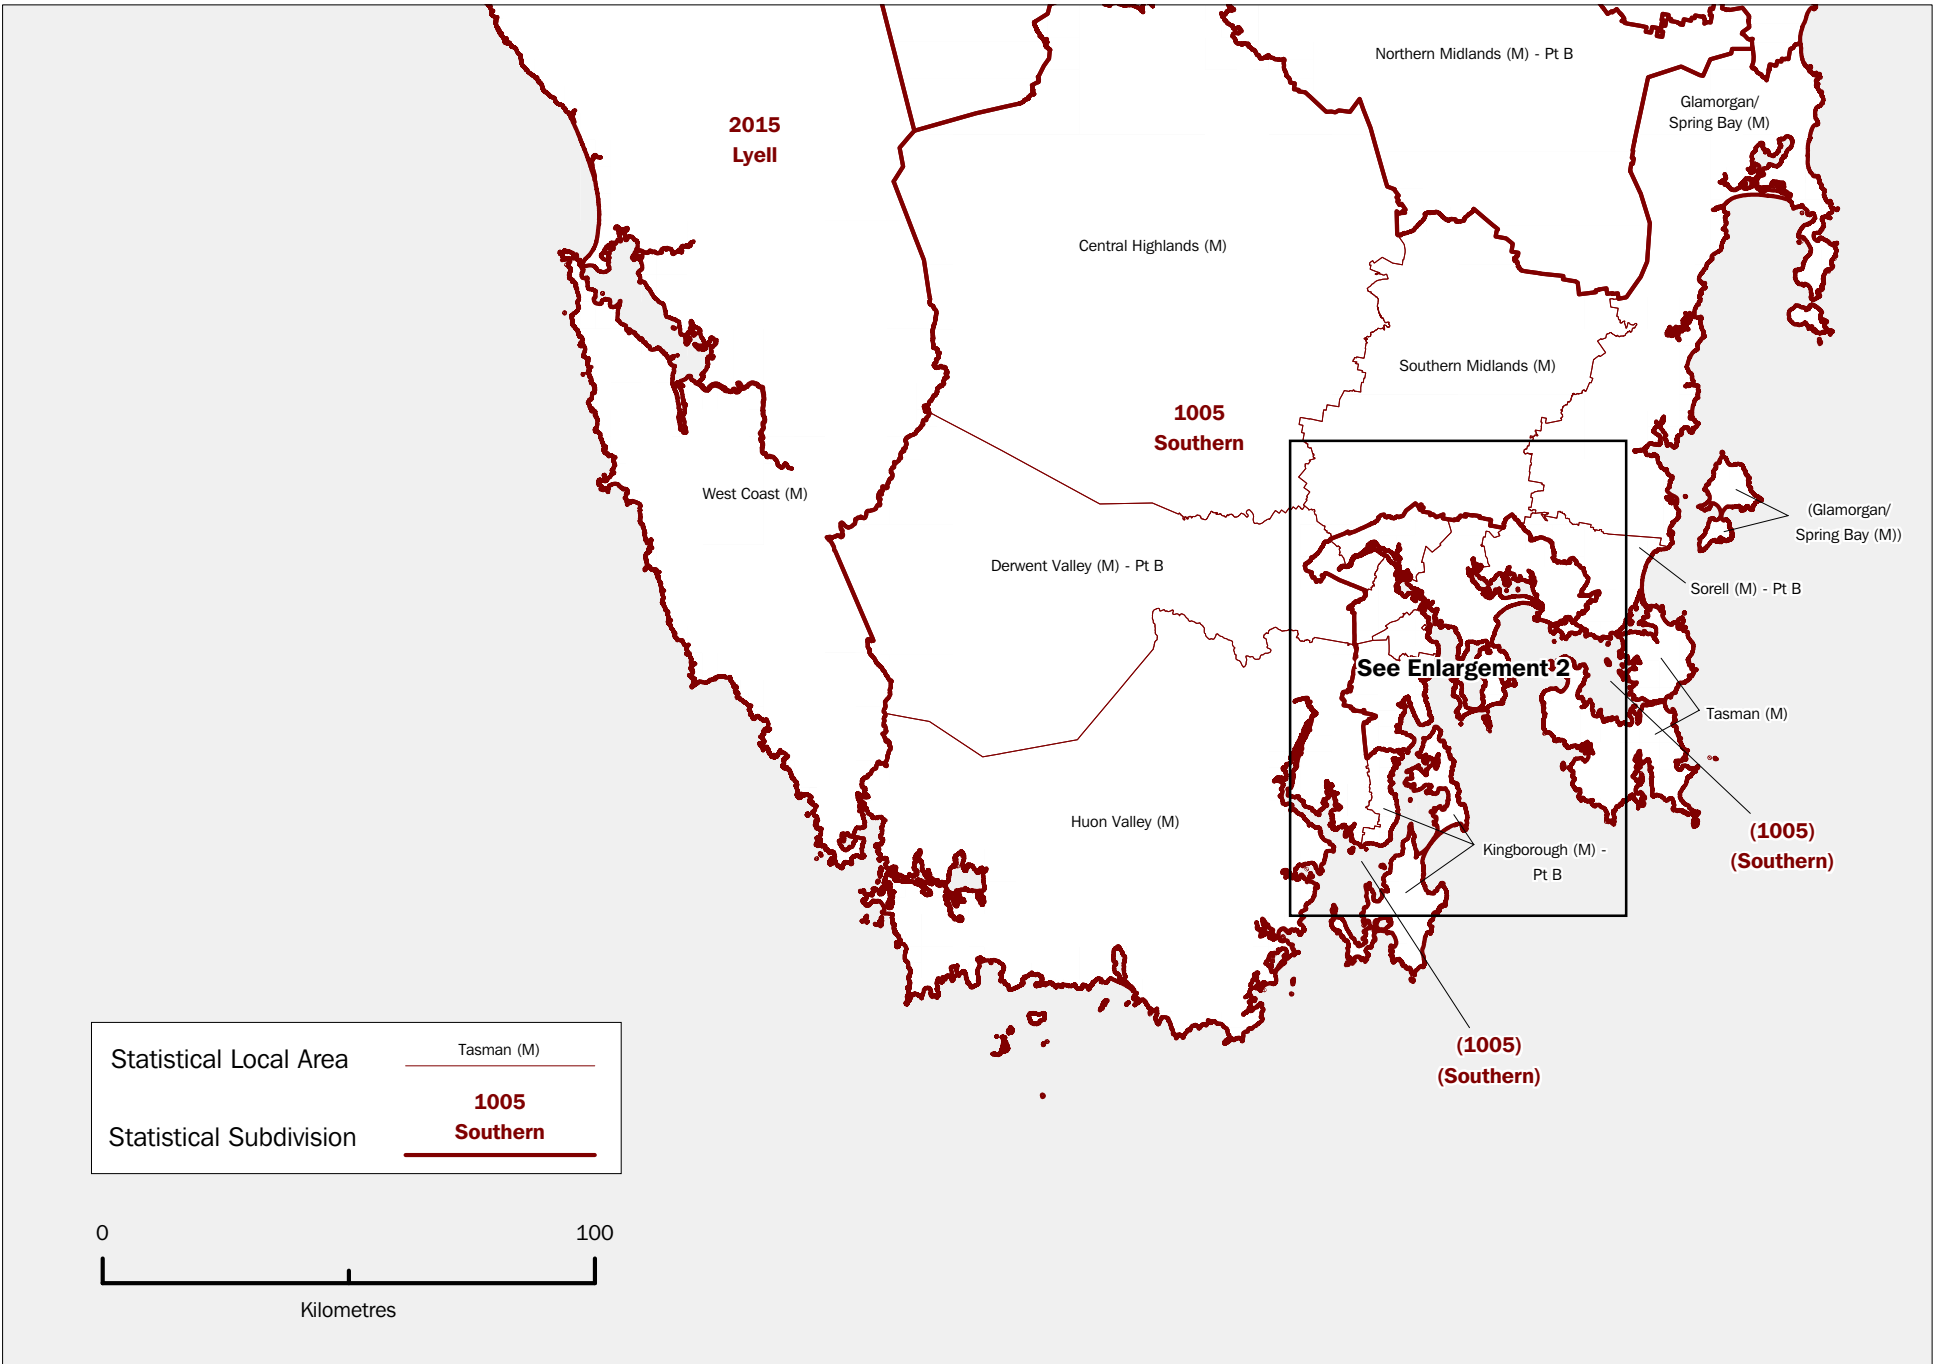 Northern Midlands (M) - Pt B
Glamorgan/
Spring Bay (M)
2015
Lyell
Central Highlands (M)
Southern Midlands (M)
1005
Southern
West Coast (M)
(Glamorgan/
Spring Bay (M))
Derwent Valley (M) - Pt B
Sorell (M) - Pt B
See Enlargement 2
Tasman (M)
Huon Valley (M)
(1005)
(Southern)
Kingborough (M) -
Pt B
(1005)
(Southern)
Statistical Local Area
Tasman (M)
1005
Southern
Statistical Subdivision
0 100
Kilometres